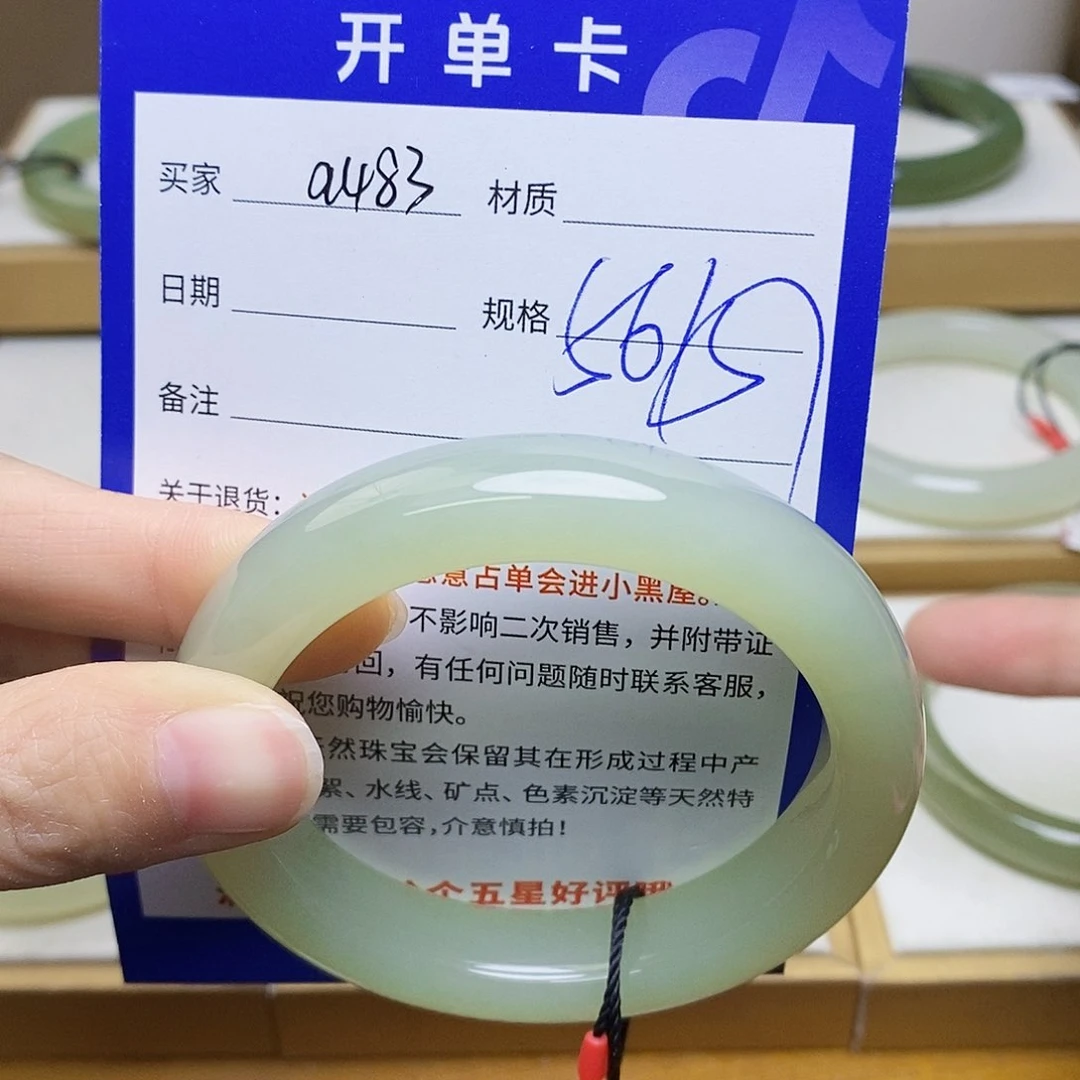 开单卡
买家 a483 材质
日期 规格 56/5
备注
关于退货：
意占单会进小黑屋。
不影响二次销售，并附带证
回，有任何问题随时联系客服，
祝您购物愉快。
然珠宝会保留其在形成过程中产
絮、水线、矿点、色素沉淀等天然特
需要包容，介意慎拍！
个五星好评哦